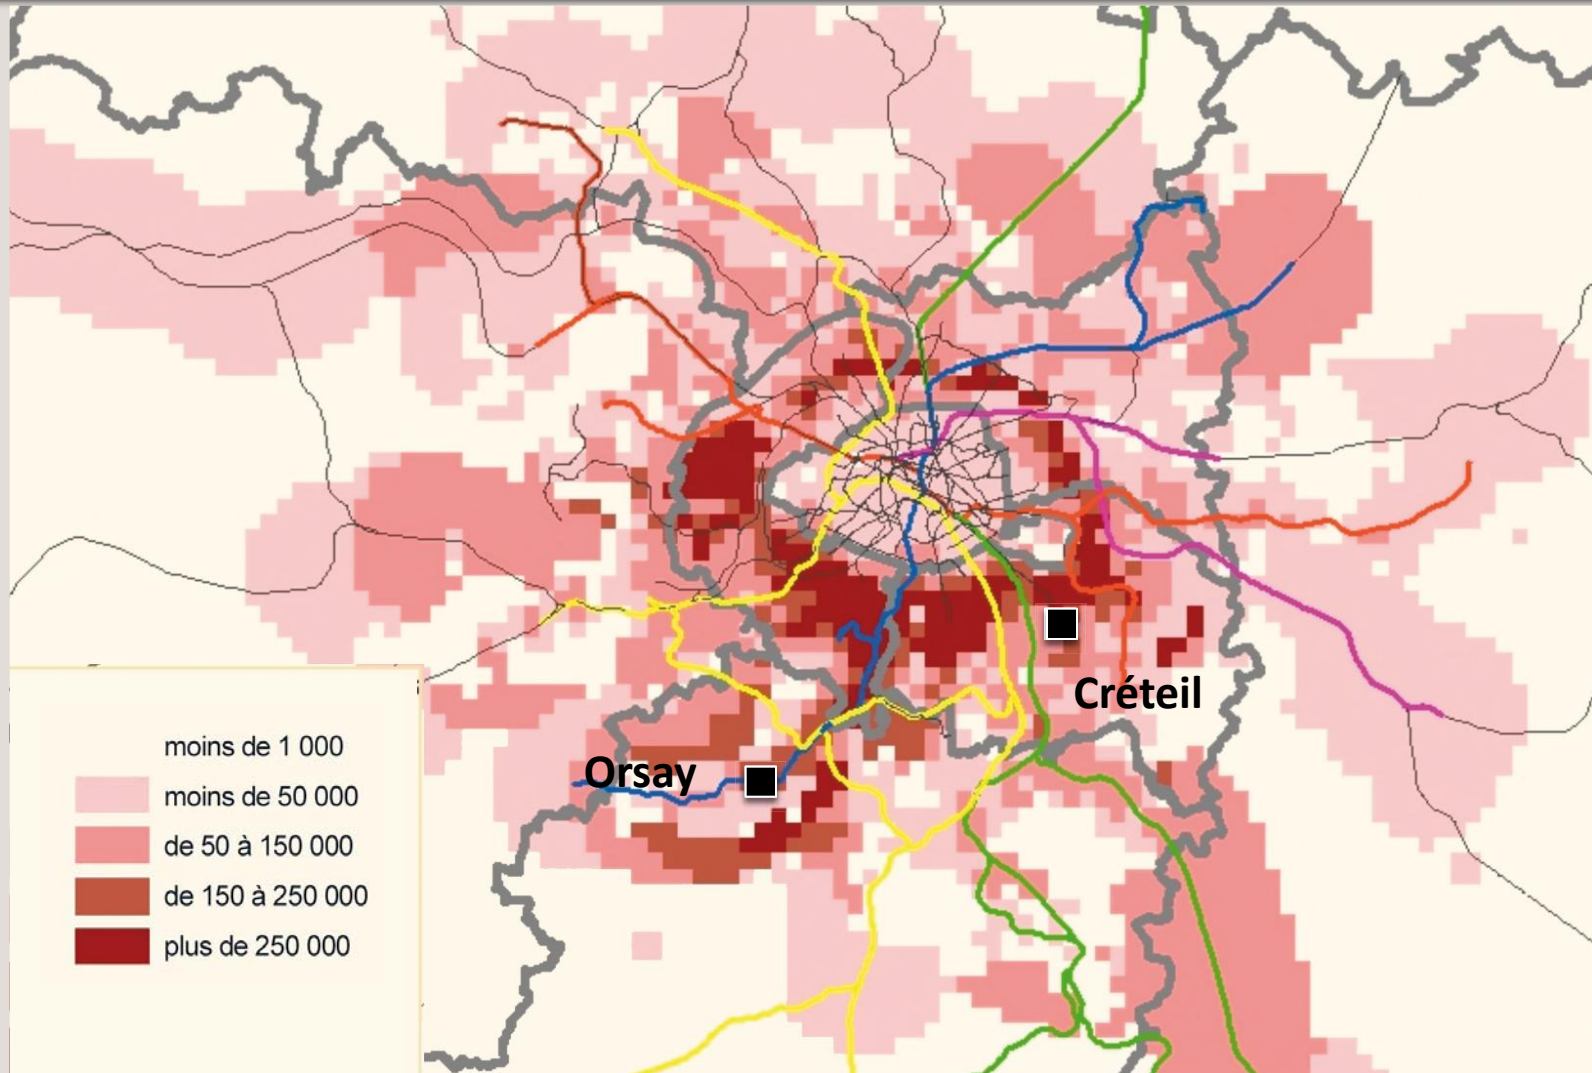 Créteil
Orsay
moins de 1 000
moins de 50 000
de 50 à 150 000
de 150 à 250 000
plus de 250 000